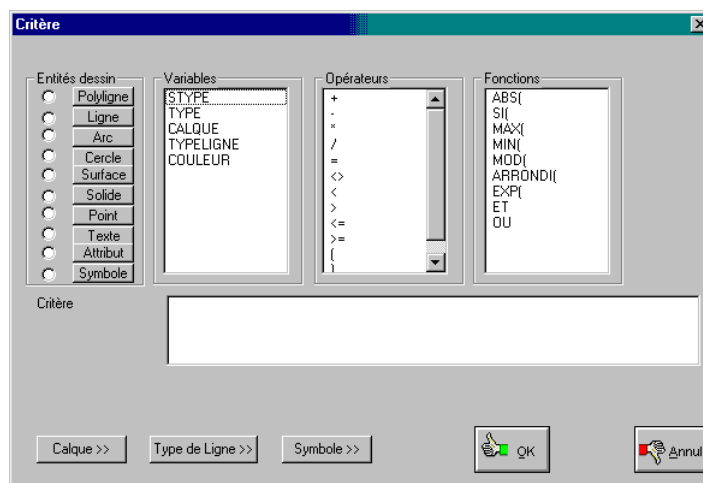 Critère
Entités dessin
Polyligne
Ligne
Arc
Cercle
Surface
Solide
Point
Texte
Attribut
Symbole
Variables
STYPE
TYPE
CALQUE
TYPELIGNE
COULEUR
Opérateurs
+
-
*
/
=
<>
<
>
<=
>=
(
)
Fonctions
ABS(
SI(
MAX(
MIN(
MOD(
ARRONDI(
EXP(
ET
OU
Critère
Calque >>
Type de Ligne >>
Symbole >>
OK
Annul